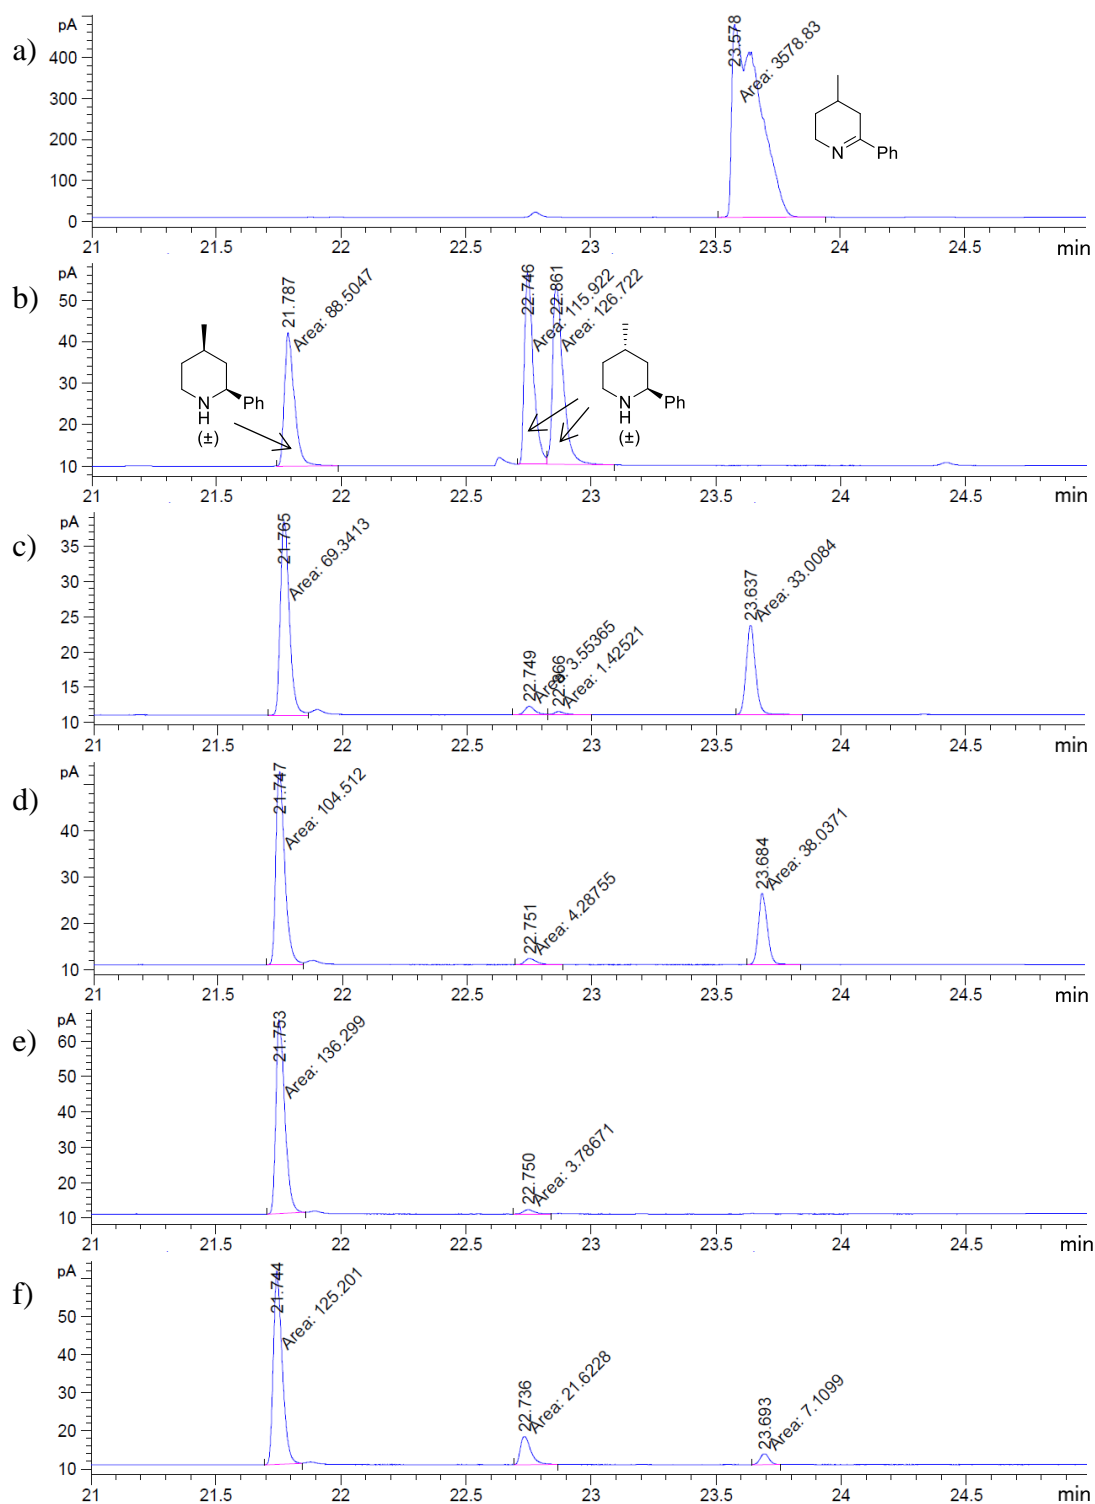 a)
pA
400
300
200
100
0
23.578
Area: 3578.83
N
Ph
21 21.5 22 22.5 23 23.5 24 24.5 min
b)
pA
50
40
30
20
10
21.787
Area: 88.5047
22.746
Area: 115.922
22.861
Area: 126.722
N
H
Ph
(±)
N
H
Ph
(±)
21 21.5 22 22.5 23 23.5 24 24.5 min
c)
pA
35
30
25
20
15
10
21.765
Area: 69.3413
22.749
Area: 3.55365
22.866
Area: 1.42521
23.637
Area: 33.0084
21 21.5 22 22.5 23 23.5 24 24.5 min
d)
pA
40
30
20
10
21.747
Area: 104.512
22.751
Area: 4.28755
23.684
Area: 38.0371
21 21.5 22 22.5 23 23.5 24 24.5 min
e)
pA
60
50
40
30
20
10
21.753
Area: 136.299
22.750
Area: 3.78671
21 21.5 22 22.5 23 23.5 24 24.5 min
f)
pA
50
40
30
20
10
21.744
Area: 125.201
22.736
Area: 21.6228
23.693
Area: 7.1099
21 21.5 22 22.5 23 23.5 24 24.5 min